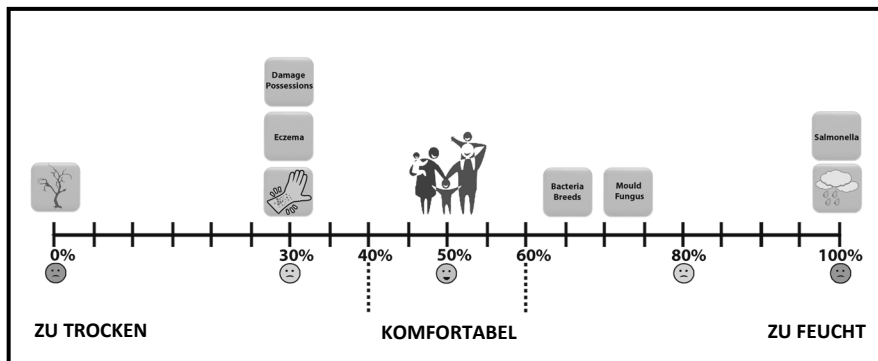 Damage
Possessions
Eczema
Salmonella
Bacteria
Breeds
Mould
Fungus
0%
30%
40%
50%
60%
80%
100%
ZU TROCKEN
KOMFORTABEL
ZU FEUCHT